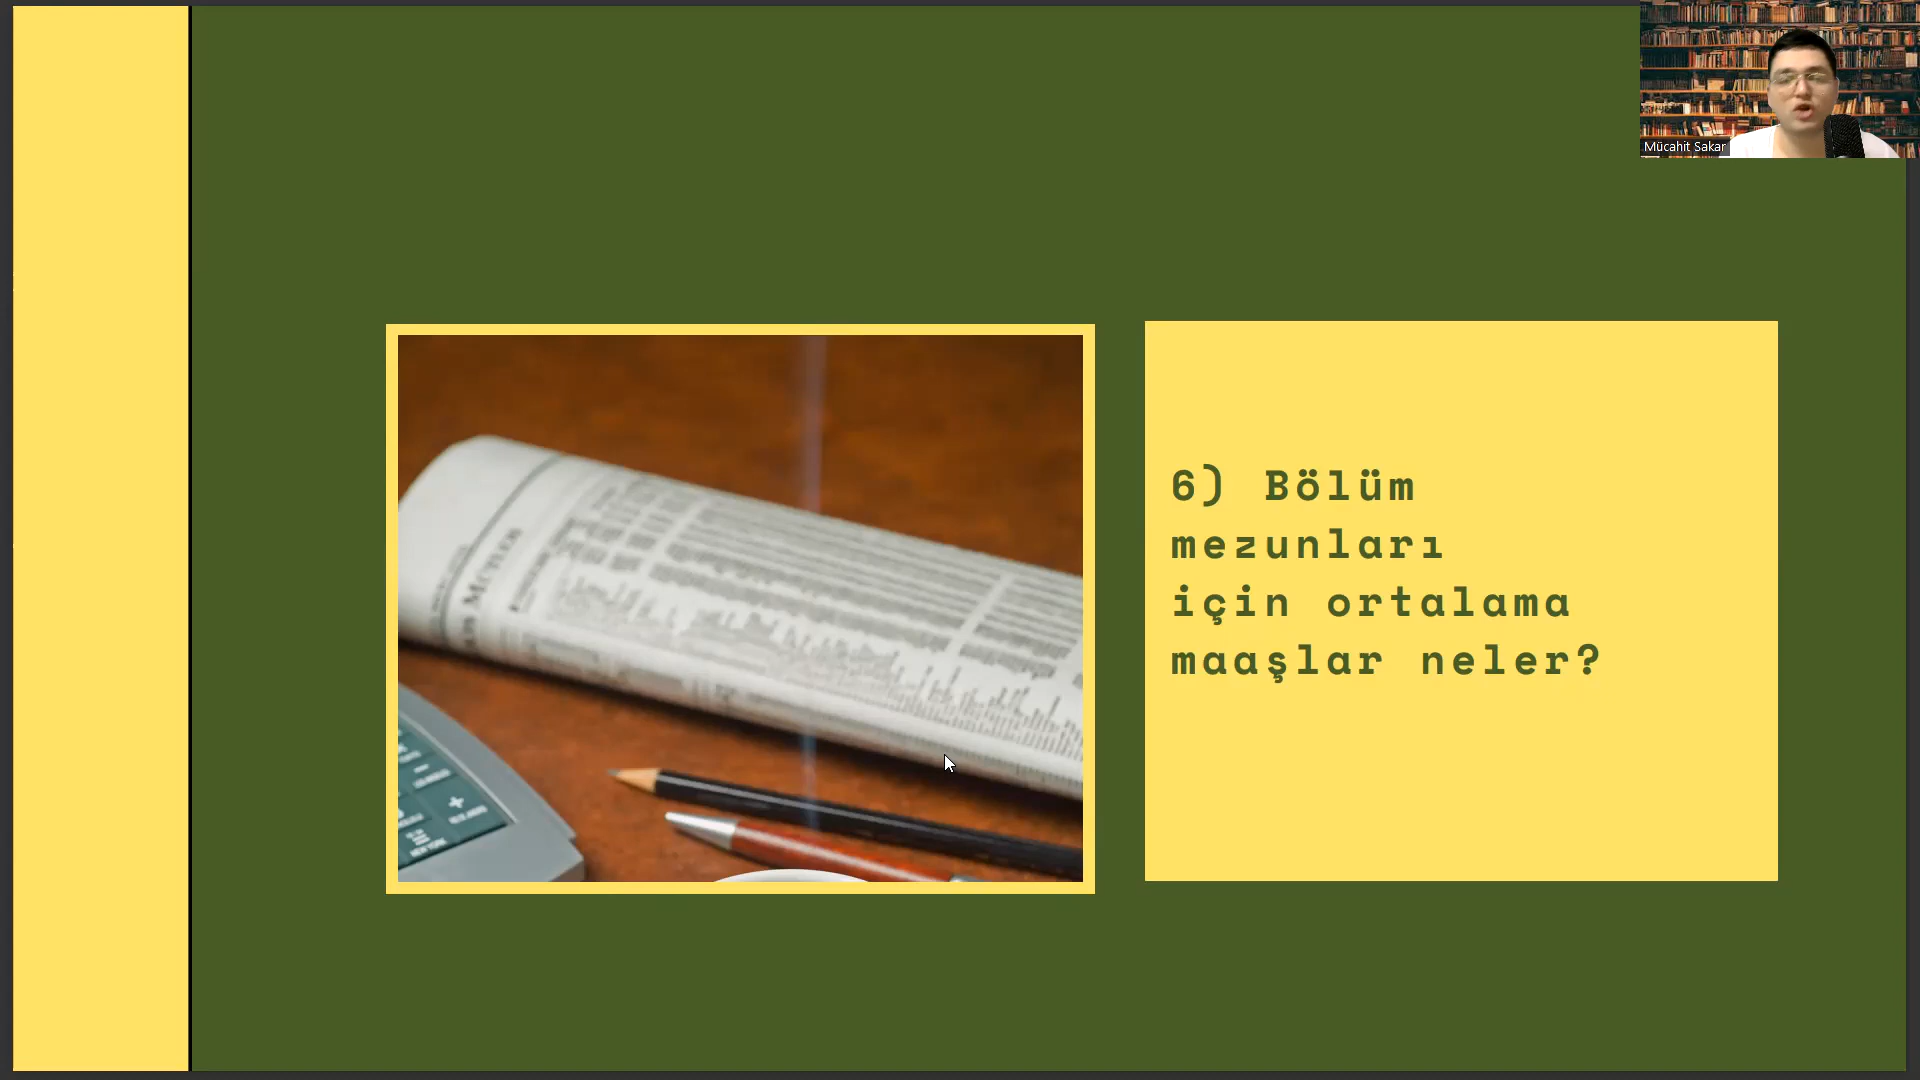 Mücahit Sakar
6) Bölüm
mezunları
için ortalama
maaşlar neler?